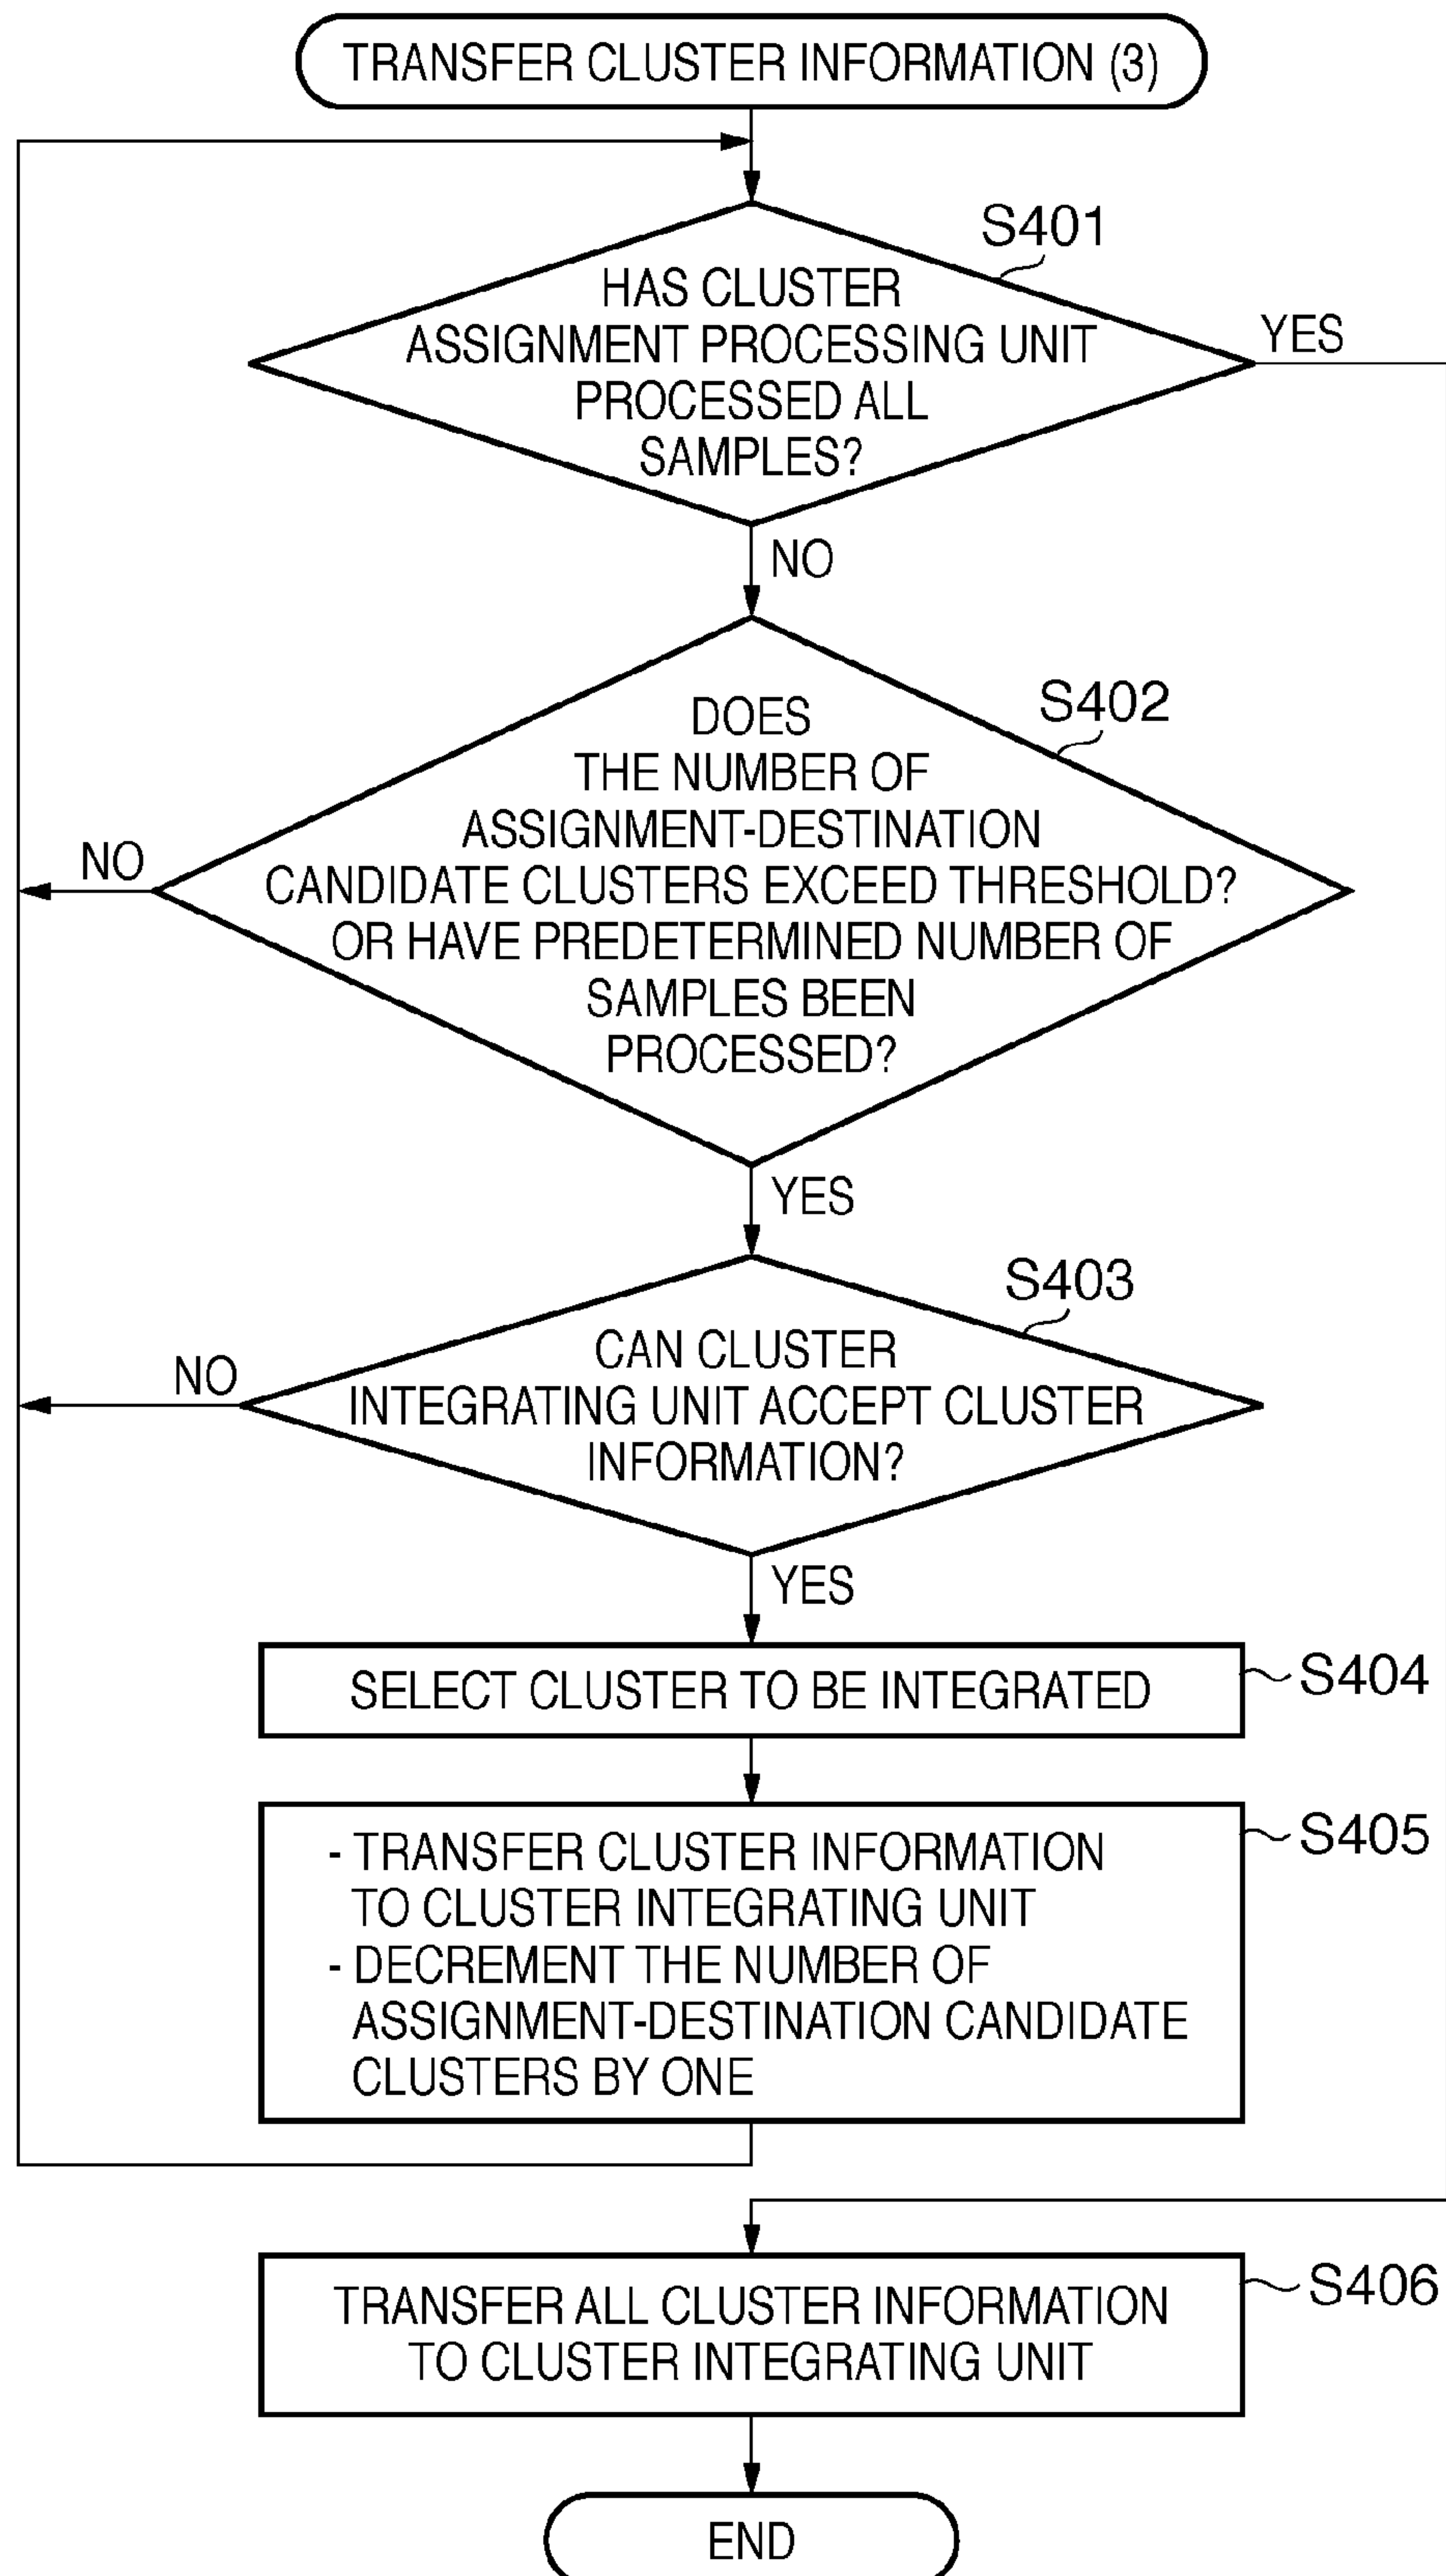 TRANSFER CLUSTER INFORMATION (3)
S401
HAS CLUSTER
ASSIGNMENT PROCESSING UNIT
PROCESSED ALL
SAMPLES?
YES
NO
S402
DOES
THE NUMBER OF
ASSIGNMENT-DESTINATION
CANDIDATE CLUSTERS EXCEED THRESHOLD?
OR HAVE PREDETERMINED NUMBER OF
SAMPLES BEEN
PROCESSED?
NO
YES
S403
CAN CLUSTER
INTEGRATING UNIT ACCEPT CLUSTER
INFORMATION?
NO
YES
SELECT CLUSTER TO BE INTEGRATED
S404
- TRANSFER CLUSTER INFORMATION
TO CLUSTER INTEGRATING UNIT
- DECREMENT THE NUMBER OF
ASSIGNMENT-DESTINATION CANDIDATE
CLUSTERS BY ONE
S405
TRANSFER ALL CLUSTER INFORMATION
TO CLUSTER INTEGRATING UNIT
S406
END